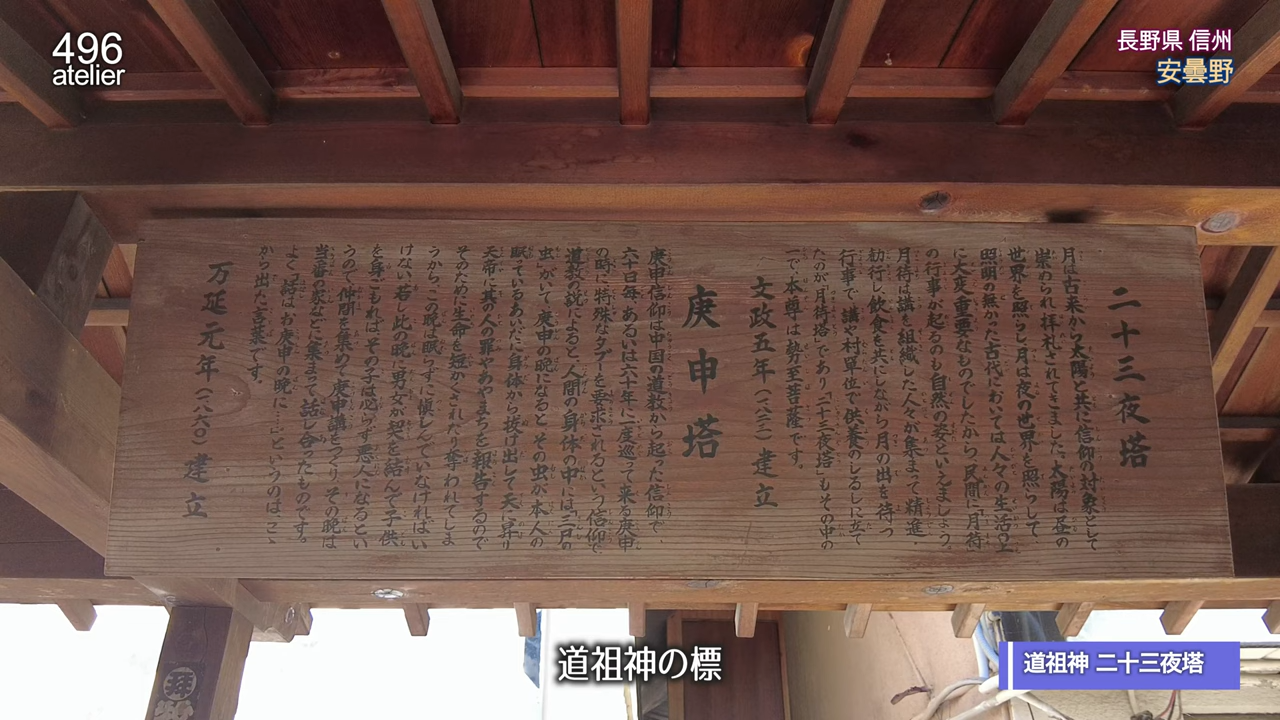 496
atelier
長野県 信州
安曇野
二十三夜塔
月は古来から太陽と共に信仰の対象として
崇められ拝礼されてきました。太陽は昼の
世界を照らし月は夜の世界を照らして
照明の無かった古代においては人々の生活の上
に大変重要なものでしたから、民間に「月待
の行事が起るのも自然の姿といえましょう。
月待は講を組織した人々が集まって精進・
勤行し飲食を共にしながら月の出を待つ
行事で、講や村単位で供養のしるしに立て
たのが「月待塔」であり「二十三夜塔」もその中の
一で本尊は勢至菩薩です。
文政五年(一八二二)建立
庚申塔
庚申信仰は中国の道教から起った信仰で、
六十日毎、あるいは六十年に一度巡って来る庚申
の時に特殊なタブーを要求されるという信仰で
道教の説によると、人間の身体の中には「三尸の
虫」がいて、庚申の晩になるとその虫が本人の
眠っているあいだに身体から抜け出して天に昇り
天帝に其の人の罪やあやまちを報告するので
そのために生命を短かくされたり奪われてしま
うから、この晩は眠らずに慎しんでいなければい
けない若し此の晩に男女が契を結んで子供
を身ごもれば、その子は必らず悪人になるとい
うので、仲間を集めて庚申講をつくりその晩は
当番の家などに集まって話し合ったものです。
よく「話はお庚申の晩に……」というのはここ
から出た言葉です。
万延元年(一八六〇)建立
道祖神の標
道祖神 二十三夜塔